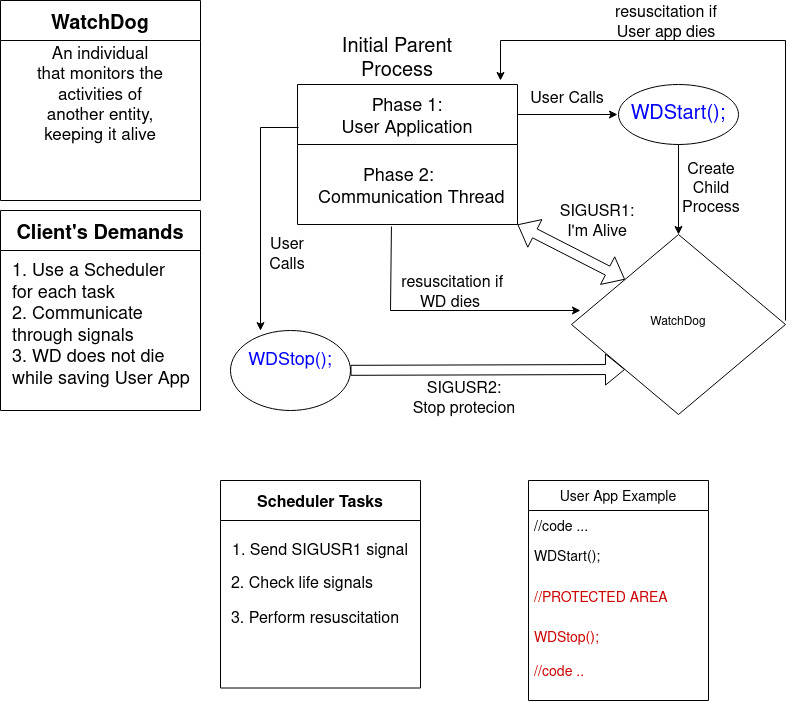 WatchDog
An individual
that monitors the
activities of
another entity,
keeping it alive
Client's Demands
1. Use a Scheduler
for each task
2. Communicate
through signals
3. WD does not die
while saving User App
Initial Parent
Process
Phase 1:
User Application
Phase 2:
Communication Thread
resuscitation if
User app dies
User Calls
WDStart();
Create
Child
Process
SIGUSR1:
I'm Alive
User
Calls
resuscitation if
WD dies
WatchDog
WDStop();
SIGUSR2:
Stop protecion
Scheduler Tasks
1. Send SIGUSR1 signal
2. Check life signals
3. Perform resuscitation
User App Example
//code ...
WDStart();
//PROTECTED AREA
WDStop();
//code ..